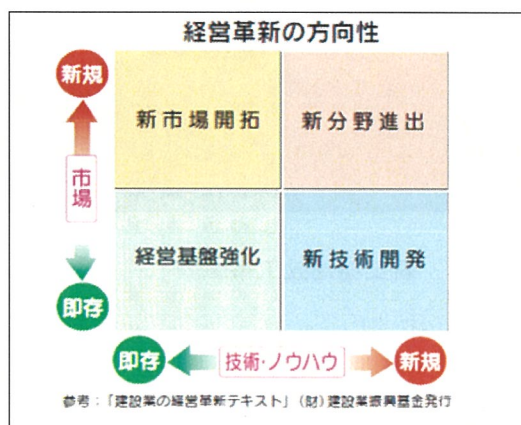 経営革新の方向性
新規
新市場開拓
新分野進出
市場
経営基盤強化
新技術開発
即存
即存
技術・ノウハウ
新規
参考：「建設業の経営革新テキスト」（財）建設業振興基金発行